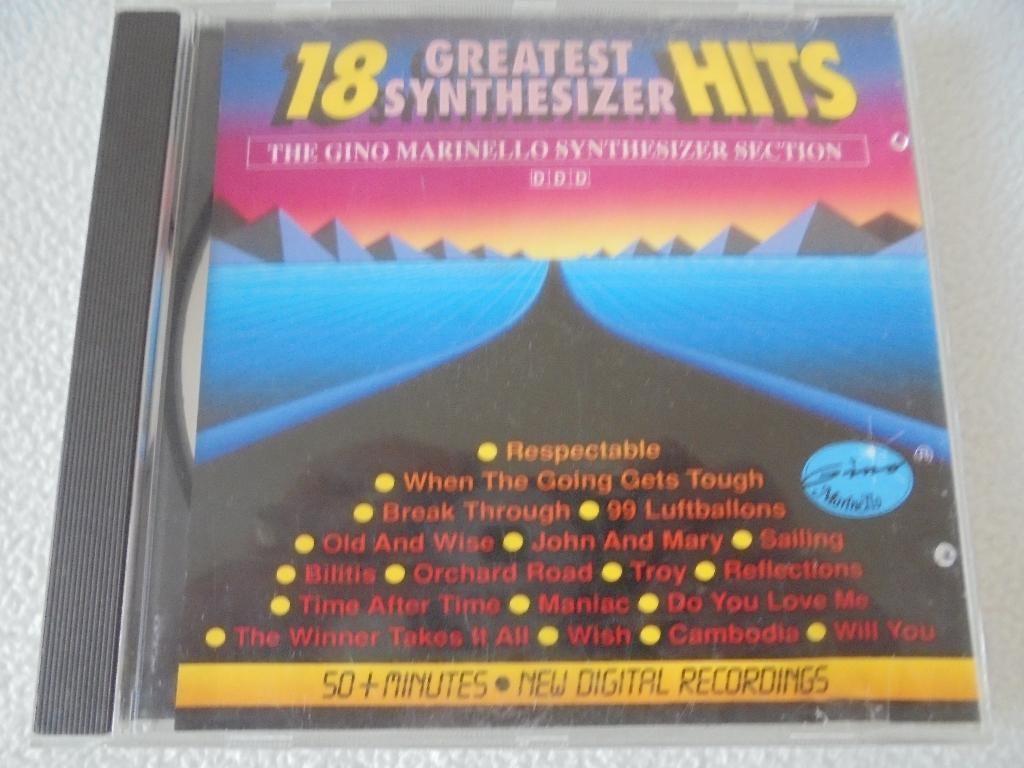 18 GREATEST SYNTHESIZER HITS
THE GINO MARINELLO SYNTHESIZER SECTION
D D D
Respectable
When The Going Gets Tough
Break Through 99 Luftballons
Old And Wise John And Mary Sailing
Bilitis Orchard Road Troy Reflections
Time After Time Maniac Do You Love Me
The Winner Takes It All Wish Cambodia Will You
Gino
Marinello
50+ MINUTES • NEW DIGITAL RECORDINGS